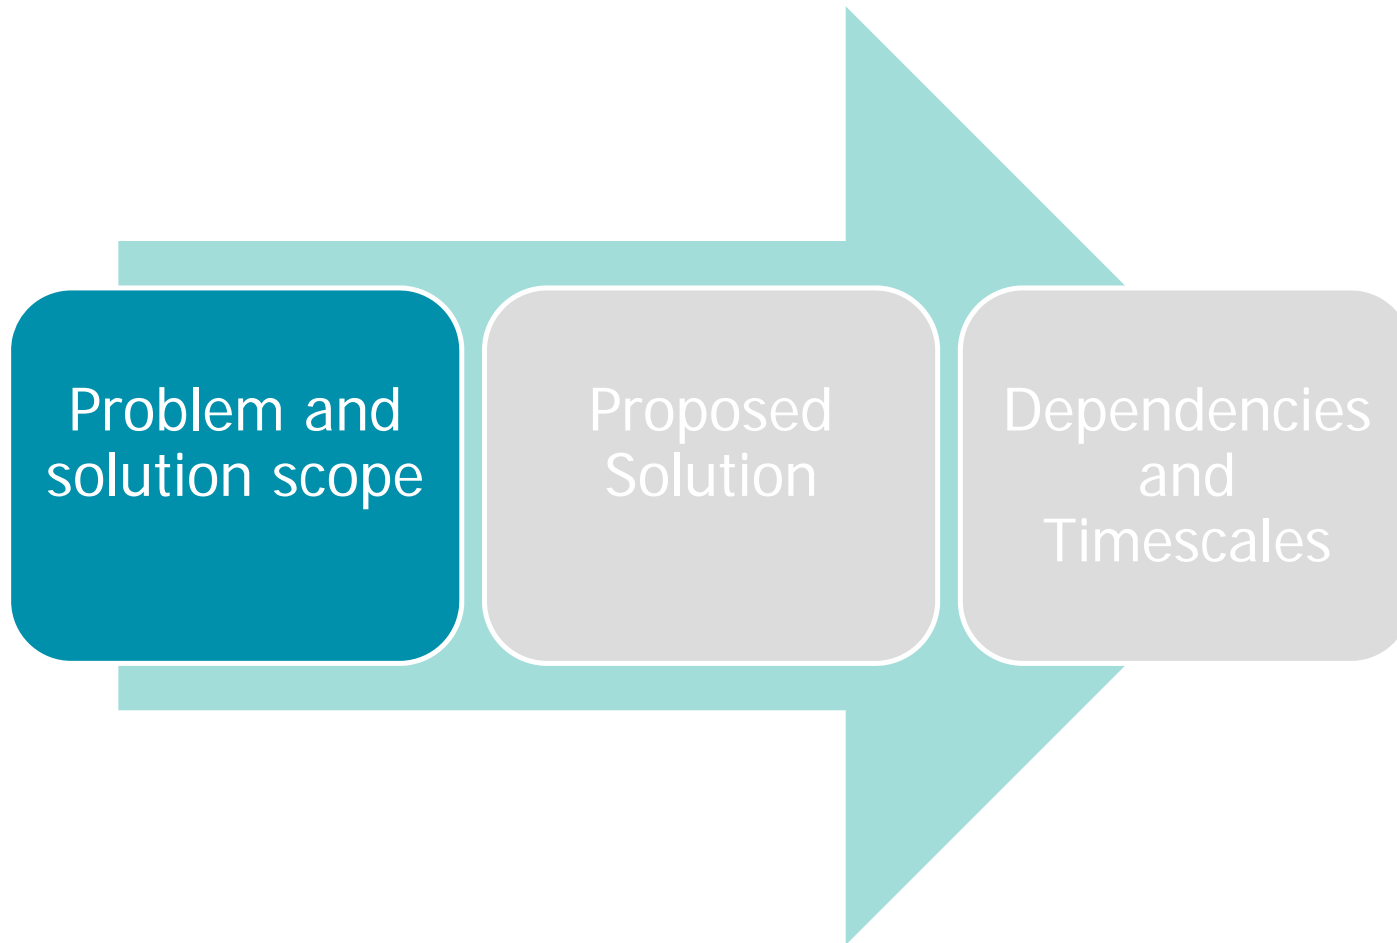 Problem and
solution scope
Proposed
Solution
Dependencies
and
Timescales